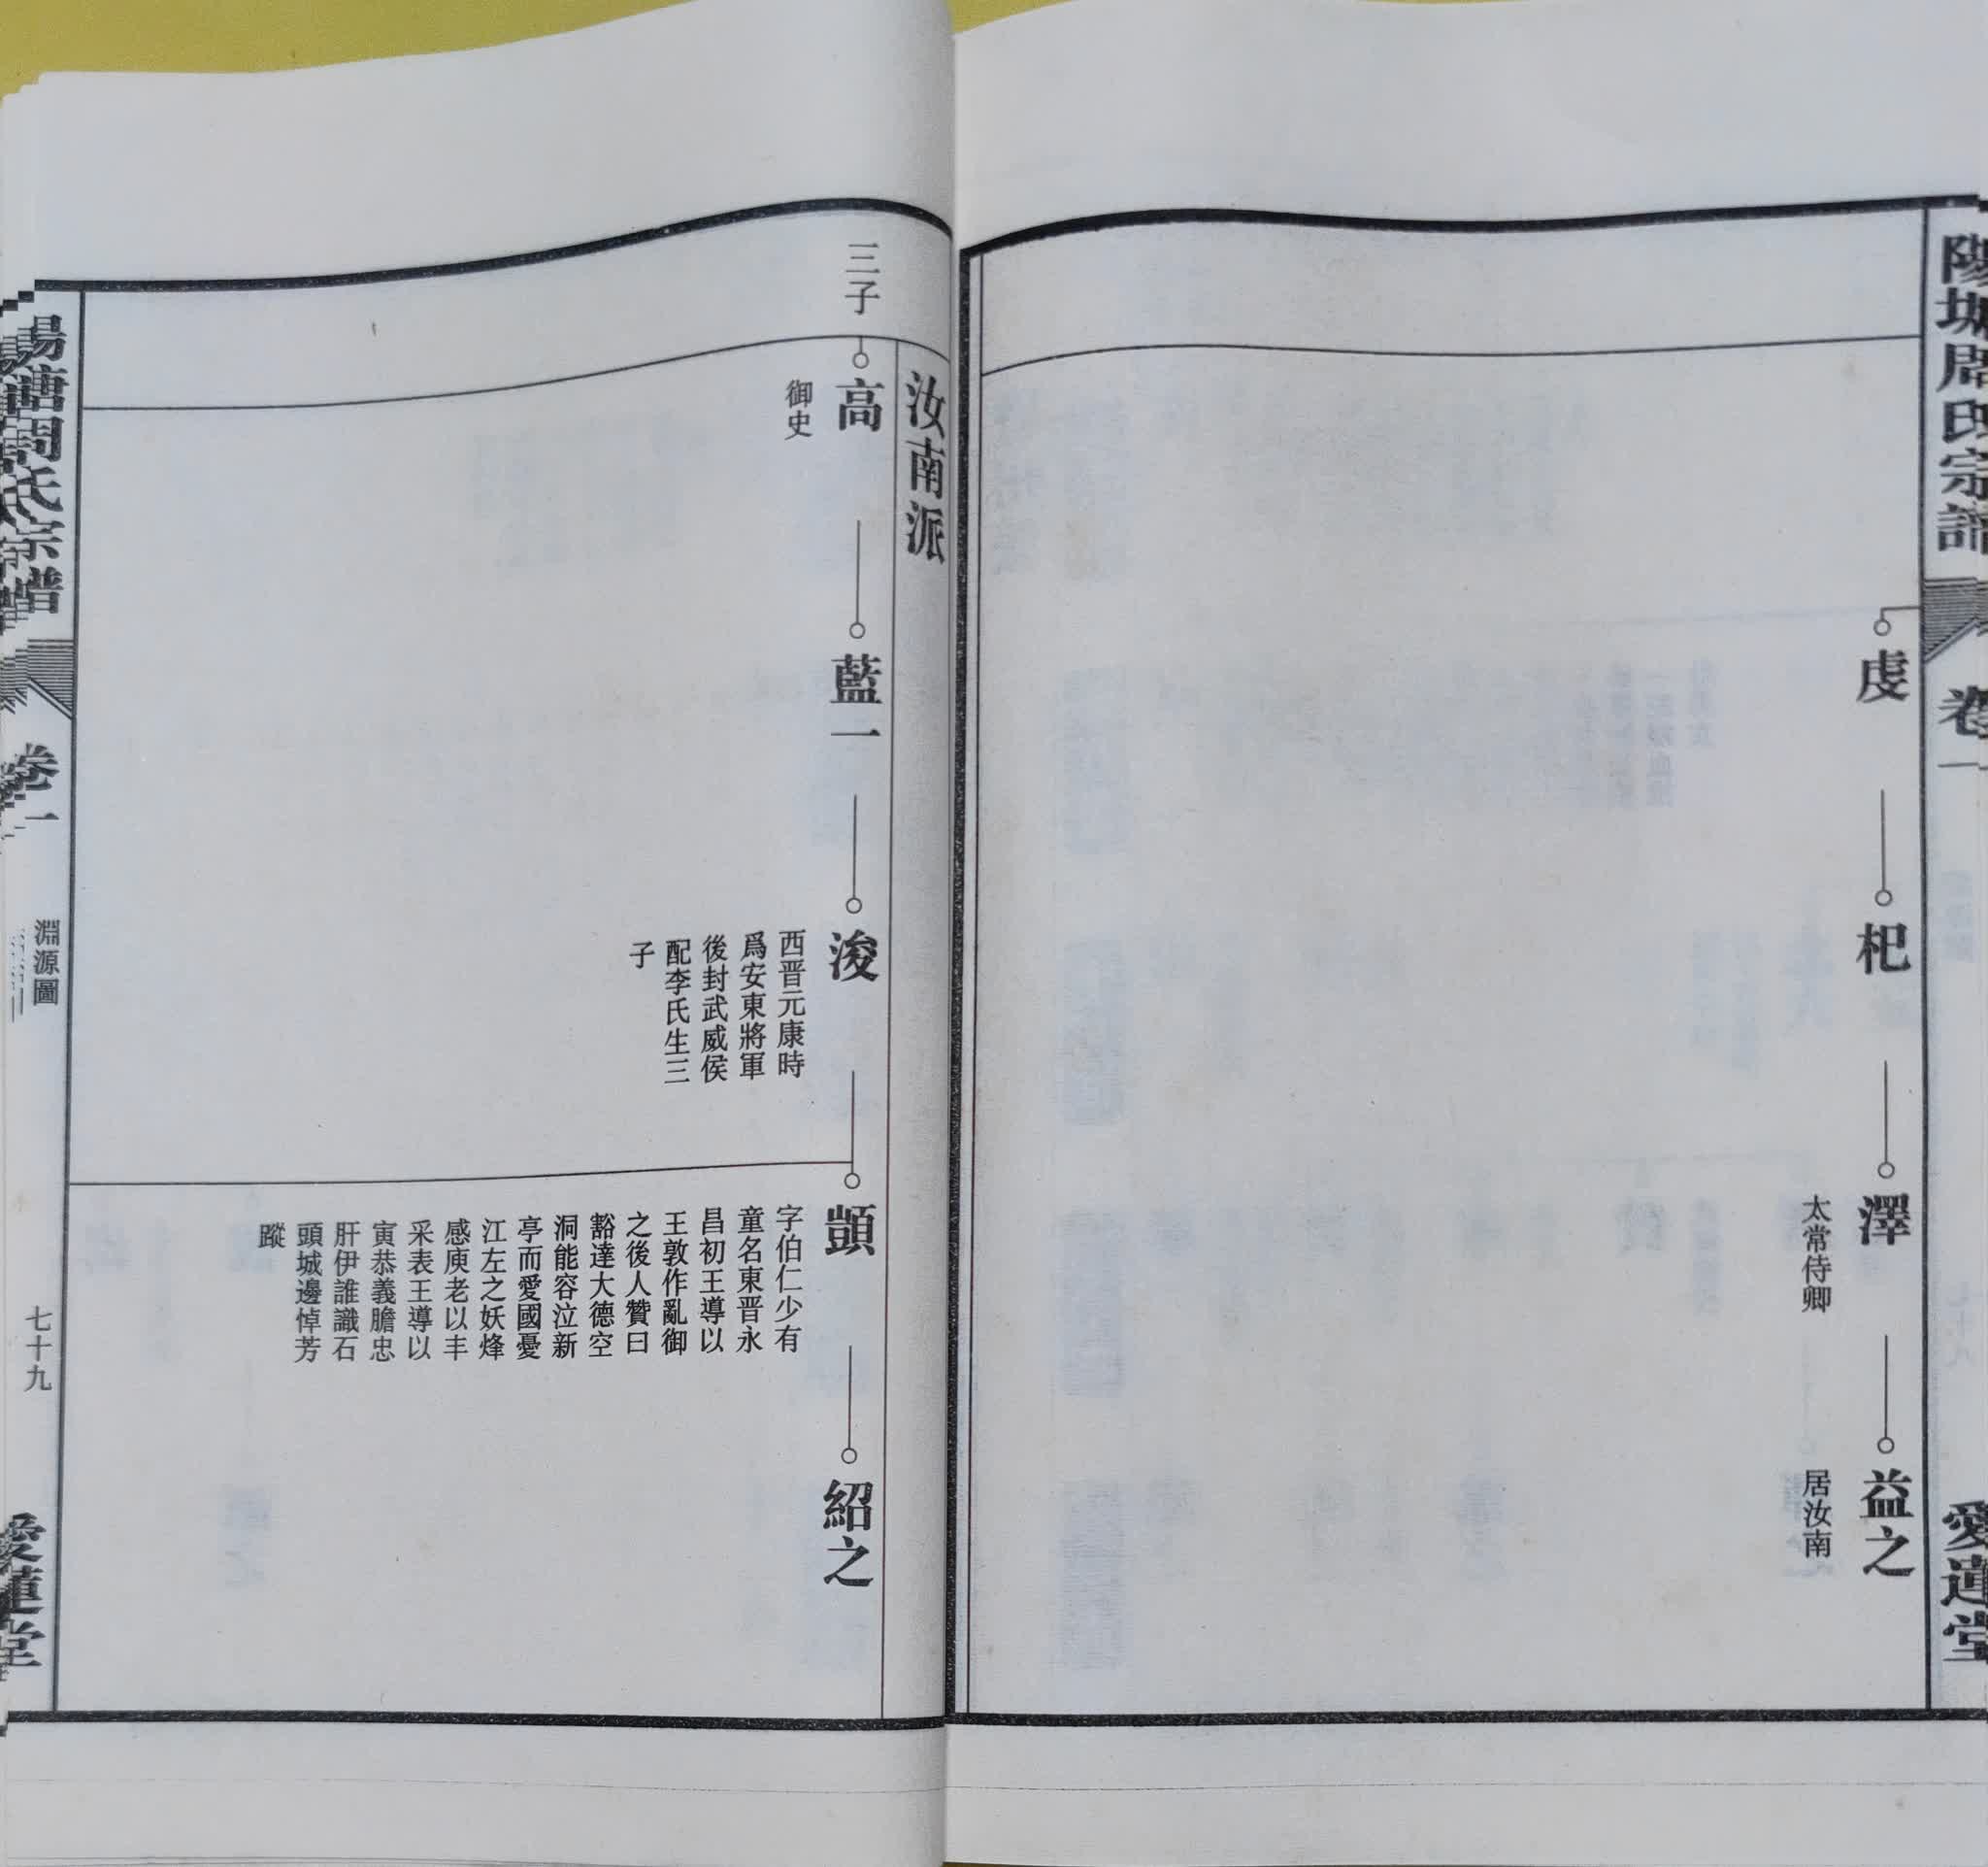 周氏宗譜
卷一
虔
杞
澤
太常侍卿
益之
居汝南
愛蓮堂
汝南派
三子
高
御史
藍一
浚
西晋元康時
爲安東將軍
後封武威侯
配李氏生三
子
顗
字伯仁少有
童名東晋永
昌初王導以
王敦作亂御
之後人贊曰
豁達大德空
洞能容泣新
亭而愛國憂
江左之妖烽
感庾老以丰
采表王導以
寅恭義膽忠
肝伊誰識石
頭城邊悼芳
蹤
紹之
周氏宗譜
卷一
淵源圖
七十九
愛蓮堂